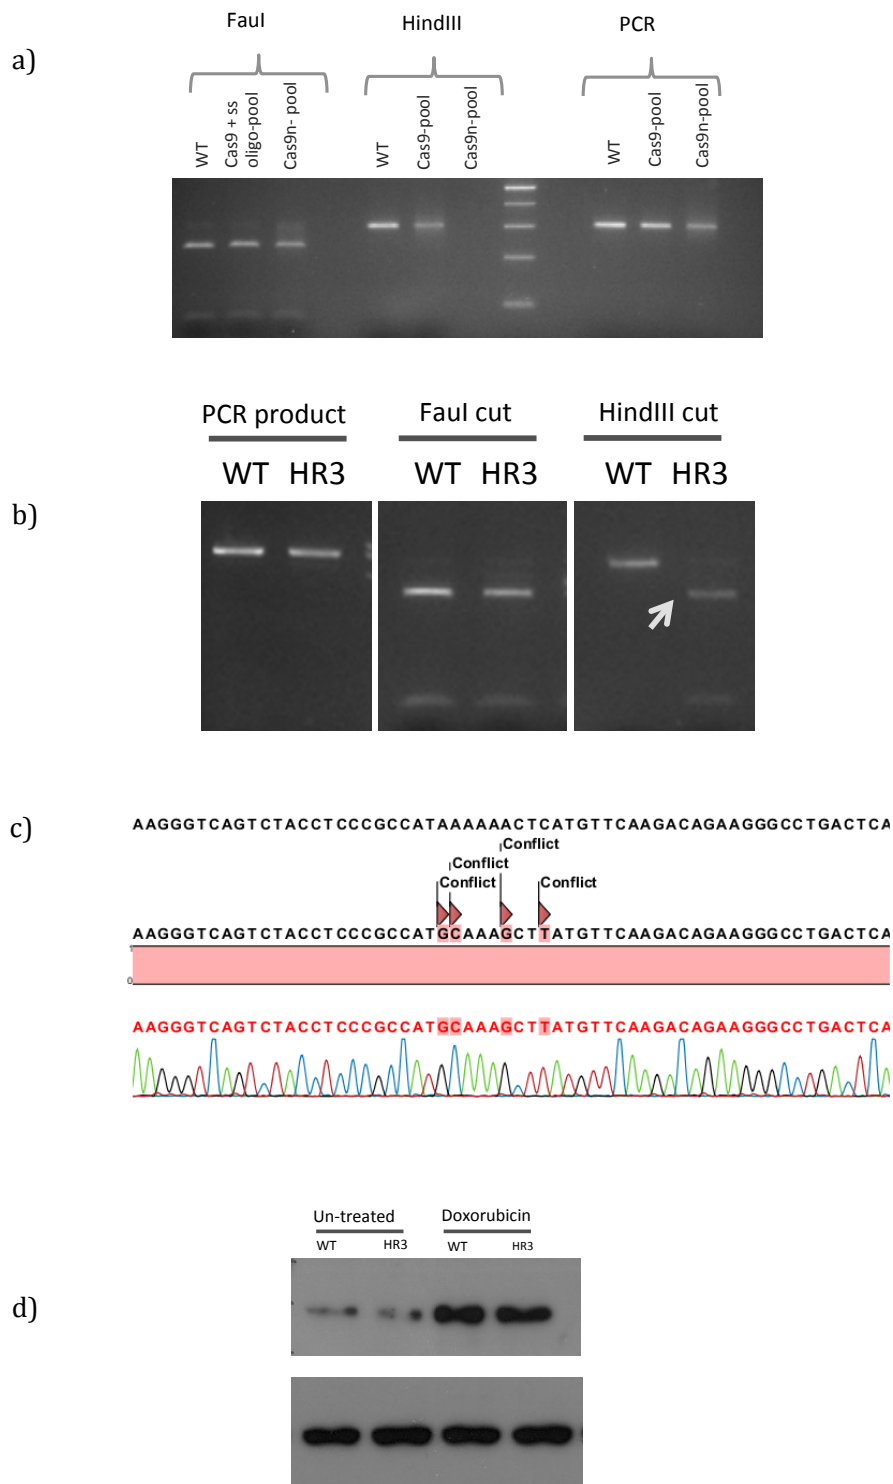 a)
FauI HindIII PCR
WT Cas9 + ss oligo-pool Cas9n- pool WT Cas9-pool Cas9n-pool WT Cas9-pool Cas9n-pool
PCR product FauI cut HindIII cut
WT HR3 WT HR3 WT HR3
b)
c)
AAGGGTCAGTCTACCTCCCGCCATAAAAAACTCATGTTCAAGACAGAAGGGCCTGACTCA
Conflict
Conflict
Conflict Conflict
AAGGGTCAGTCTACCTCCCGCCATGCAAAGCTTATGTTCAAGACAGAAGGGCCTGACTCA
1
0
AAGGGTCAGTCTACCTCCCGCCATGCAAAGCTTATGTTCAAGACAGAAGGGCCTGACTCA
Un-treated Doxorubicin
WT HR3 WT HR3
d)